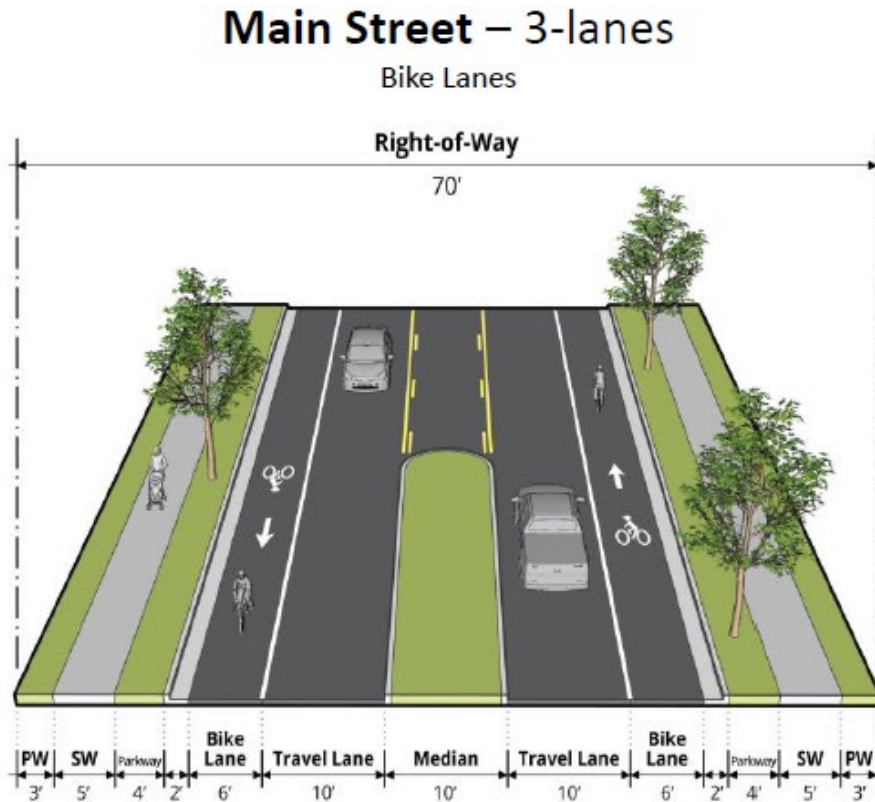 Main Street – 3-lanes
Bike Lanes
Right-of-Way
70'
PW SW Parkway Bike Lane Travel Lane Median Travel Lane Bike Lane Parkway SW PW
3' 5' 4' 2' 6' 10' 10' 10' 6' 2' 4' 5' 3'